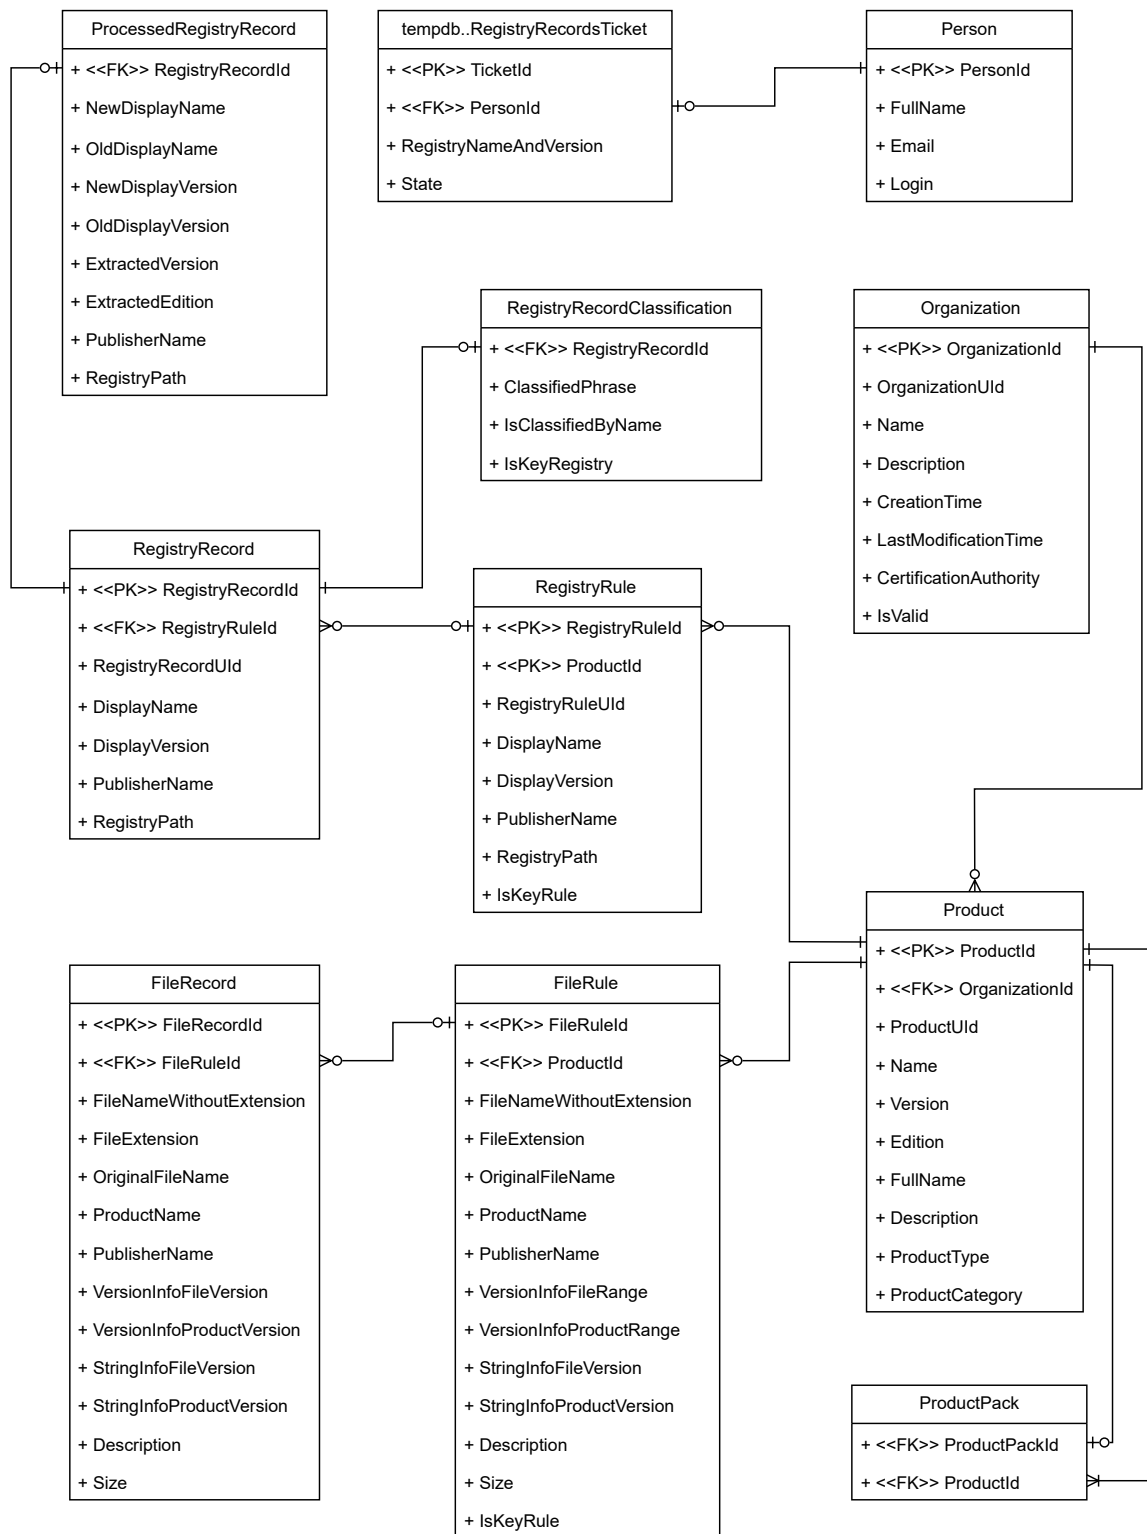 ProcessedRegistryRecord
+ <<FK>> RegistryRecordId
+ NewDisplayName
+ OldDisplayName
+ NewDisplayVersion
+ OldDisplayVersion
+ ExtractedVersion
+ ExtractedEdition
+ PublisherName
+ RegistryPath
tempdb..RegistryRecordsTicket
+ <<PK>> TicketId
+ <<FK>> PersonId
+ RegistryNameAndVersion
+ State
Person
+ <<PK>> PersonId
+ FullName
+ Email
+ Login
RegistryRecordClassification
+ <<FK>> RegistryRecordId
+ ClassifiedPhrase
+ IsClassifiedByName
+ IsKeyRegistry
Organization
+ <<PK>> OrganizationId
+ OrganizationUId
+ Name
+ Description
+ CreationTime
+ LastModificationTime
+ CertificationAuthority
+ IsValid
RegistryRecord
+ <<PK>> RegistryRecordId
+ <<FK>> RegistryRuleId
+ RegistryRecordUId
+ DisplayName
+ DisplayVersion
+ PublisherName
+ RegistryPath
RegistryRule
+ <<PK>> RegistryRuleId
+ <<PK>> ProductId
+ RegistryRuleUId
+ DisplayName
+ DisplayVersion
+ PublisherName
+ RegistryPath
+ IsKeyRule
Product
+ <<PK>> ProductId
+ <<FK>> OrganizationId
+ ProductUId
+ Name
+ Version
+ Edition
+ FullName
+ Description
+ ProductType
+ ProductCategory
FileRecord
+ <<PK>> FileRecordId
+ <<FK>> FileRuleId
+ FileNameWithoutExtension
+ FileExtension
+ OriginalFileName
+ ProductName
+ PublisherName
+ VersionInfoFileVersion
+ VersionInfoProductVersion
+ StringInfoFileVersion
+ StringInfoProductVersion
+ Description
+ Size
FileRule
+ <<PK>> FileRuleId
+ <<FK>> ProductId
+ FileNameWithoutExtension
+ FileExtension
+ OriginalFileName
+ ProductName
+ PublisherName
+ VersionInfoFileRange
+ VersionInfoProductRange
+ StringInfoFileVersion
+ StringInfoProductVersion
+ Description
+ Size
+ IsKeyRule
ProductPack
+ <<FK>> ProductPackId
+ <<FK>> ProductId